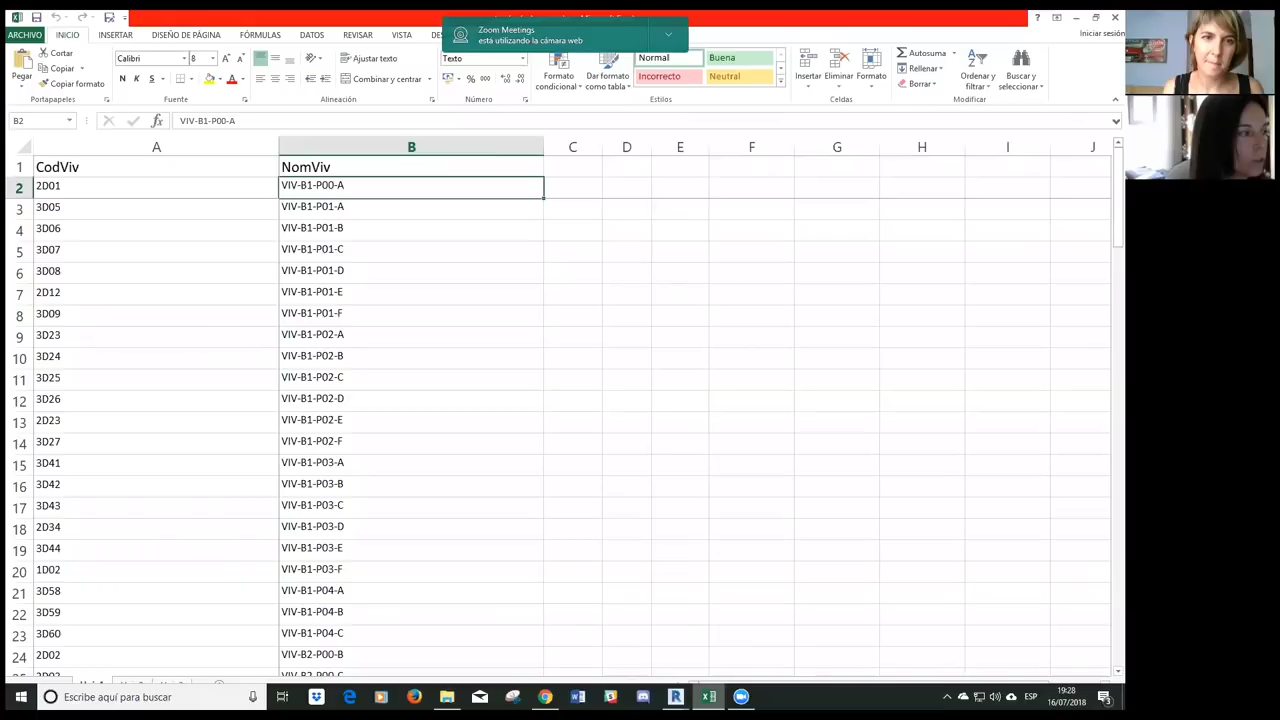 Zoom Meetings
está utilizando la cámara web
Iniciar sesión
ARCHIVO INICIO INSERTAR DISEÑO DE PÁGINA FÓRMULAS DATOS REVISAR VISTA
Pegar
Cortar
Copiar
Copiar formato
Portapapeles
Calibri 8
N K S
Fuente
Ajustar texto
Combinar y centrar
Alineación
Texto
% 000
Número
Formato condicional
Dar formato como tabla
Normal Buena
Incorrecto Neutral
Estilos
Insertar Eliminar Formato
Celdas
Autosuma
Rellenar
Borrar
Ordenar y filtrar
Buscar y seleccionar
Modificar
B2 fx VIV-B1-P00-A
A B C D E F G H I J
1 CodViv NomViv
2 2D01 VIV-B1-P00-A
3 3D05 VIV-B1-P01-A
4 3D06 VIV-B1-P01-B
5 3D07 VIV-B1-P01-C
6 3D08 VIV-B1-P01-D
7 2D12 VIV-B1-P01-E
8 3D09 VIV-B1-P01-F
9 3D23 VIV-B1-P02-A
10 3D24 VIV-B1-P02-B
11 3D25 VIV-B1-P02-C
12 3D26 VIV-B1-P02-D
13 2D23 VIV-B1-P02-E
14 3D27 VIV-B1-P02-F
15 3D41 VIV-B1-P03-A
16 3D42 VIV-B1-P03-B
17 3D43 VIV-B1-P03-C
18 2D34 VIV-B1-P03-D
19 3D44 VIV-B1-P03-E
20 1D02 VIV-B1-P03-F
21 3D58 VIV-B1-P04-A
22 3D59 VIV-B1-P04-B
23 3D60 VIV-B1-P04-C
24 2D02 VIV-B2-P00-B
Escribe aquí para buscar
ESP
19:28
16/07/2018